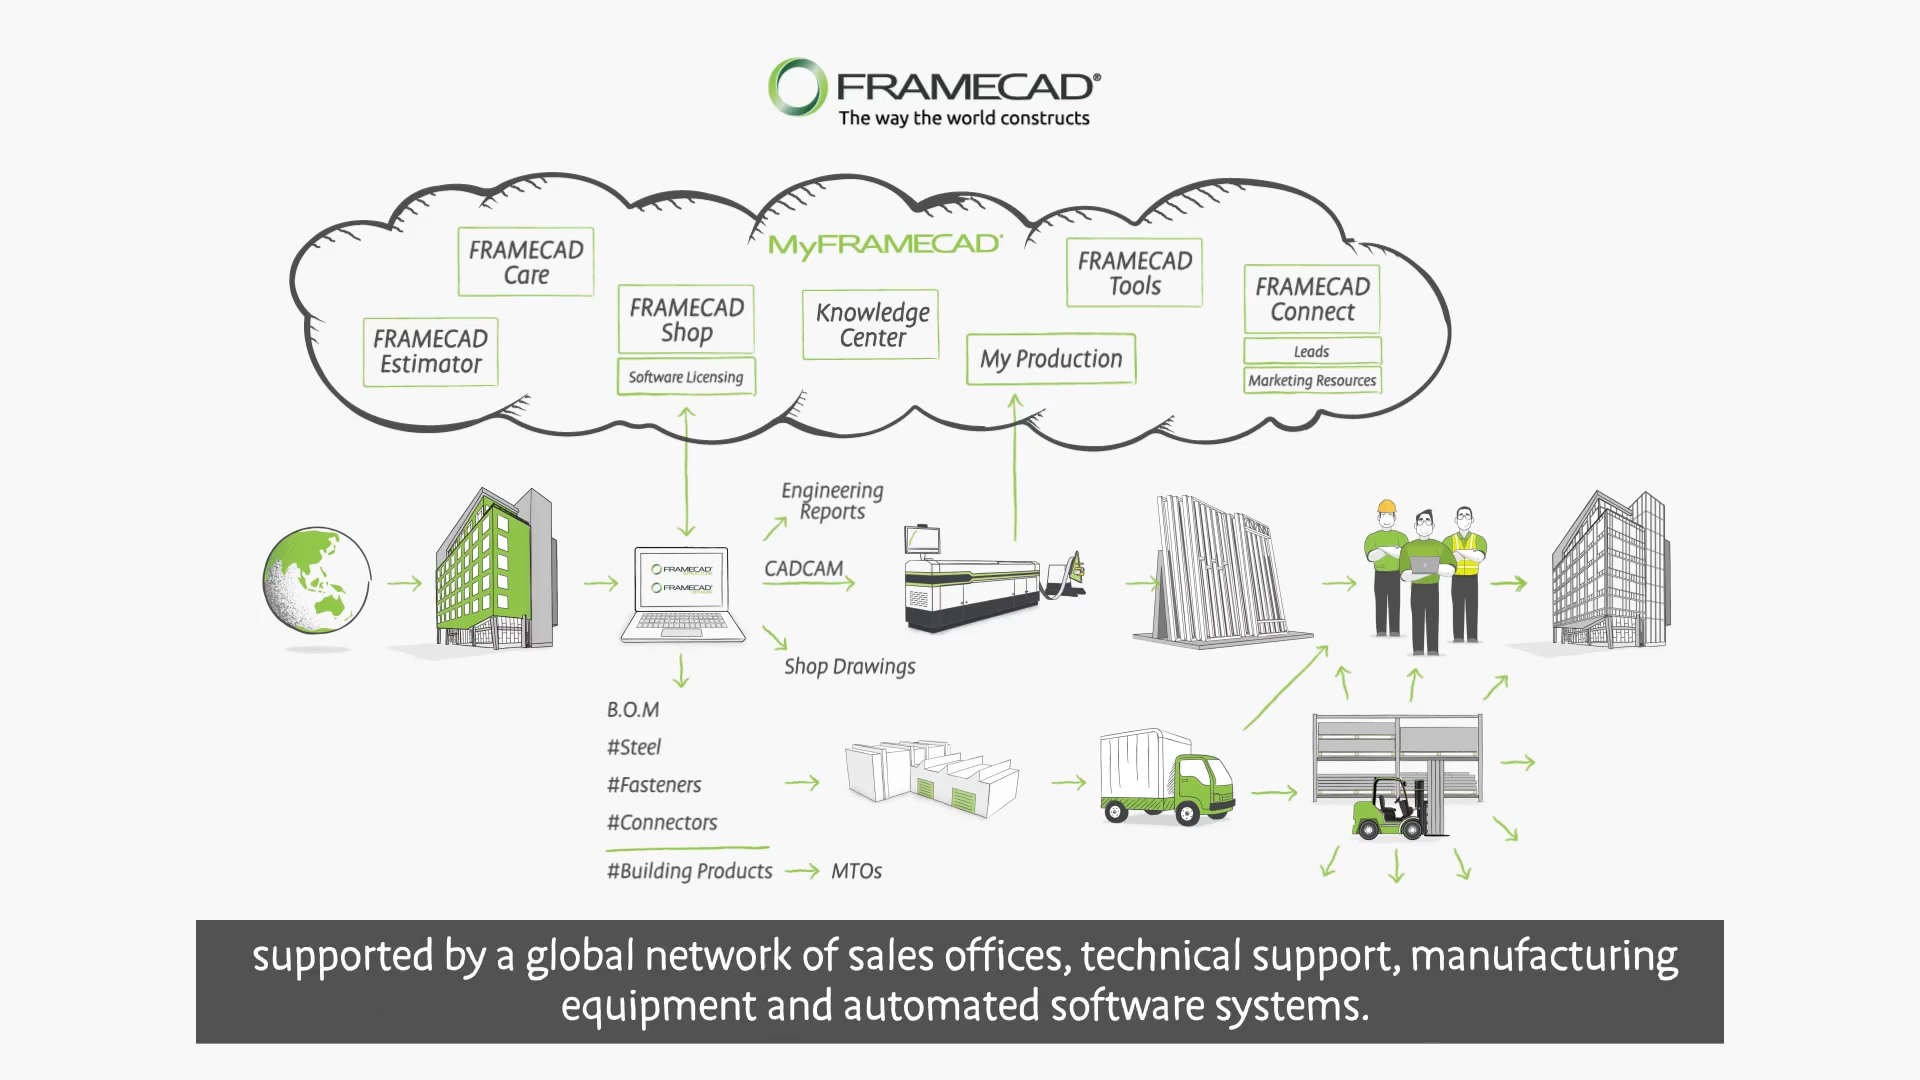 FRAMECAD®
The way the world constructs
MyFRAMECAD®
FRAMECAD
Care
FRAMECAD
Tools
FRAMECAD
Connect
Leads
Marketing Resources
FRAMECAD
Shop
Software Licensing
Knowledge
Center
FRAMECAD
Estimator
My Production
Engineering
Reports
CADCAM
FRAMECAD
FRAMECAD
Shop Drawings
B.O.M
#Steel
#Fasteners
#Connectors
#Building Products
MTOs
supported by a global network of sales offices, technical support, manufacturing
equipment and automated software systems.